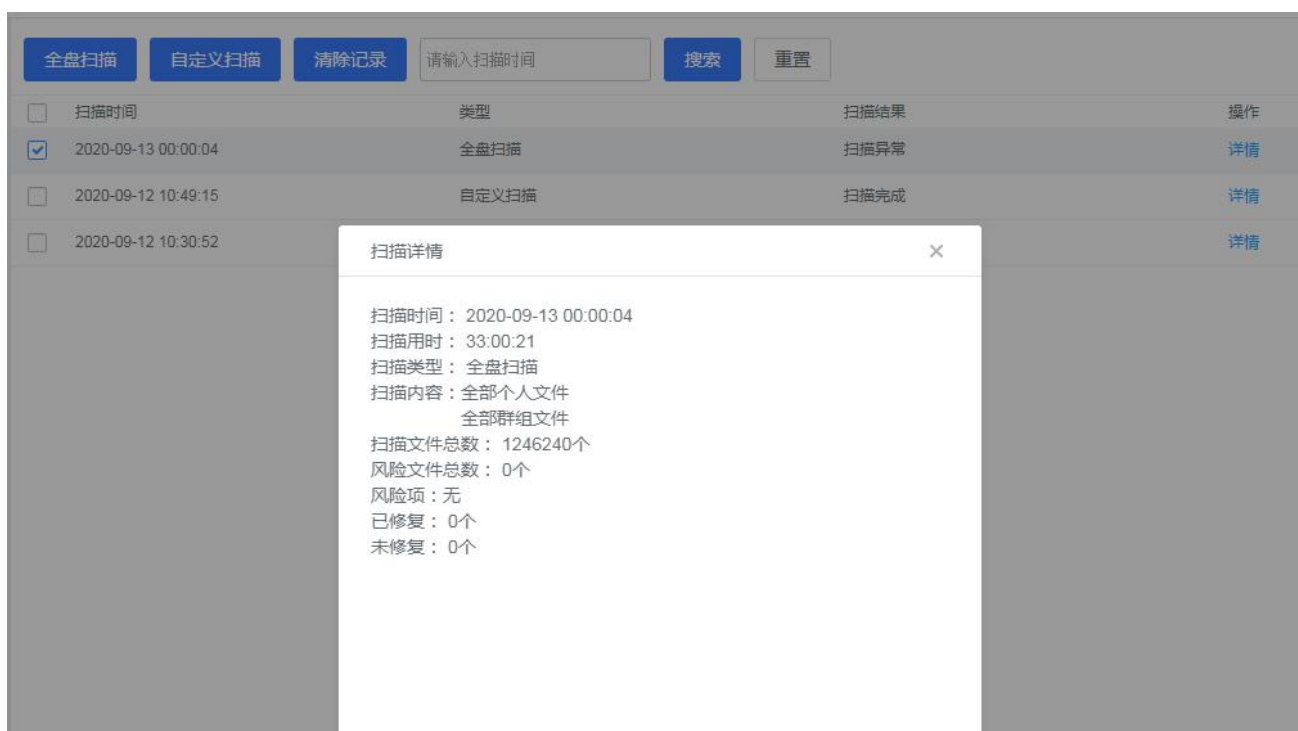 全盘扫描 自定义扫描 清除记录 请输入扫描时间 搜索 重置
扫描时间 类型 扫描结果 操作
2020-09-13 00:00:04 全盘扫描 扫描异常 详情
2020-09-12 10:49:15 自定义扫描 扫描完成 详情
2020-09-12 10:30:52 详情
扫描详情
扫描时间： 2020-09-13 00:00:04
扫描用时： 33:00:21
扫描类型： 全盘扫描
扫描内容：全部个人文件
全部群组文件
扫描文件总数： 1246240个
风险文件总数： 0个
风险项：无
已修复： 0个
未修复： 0个